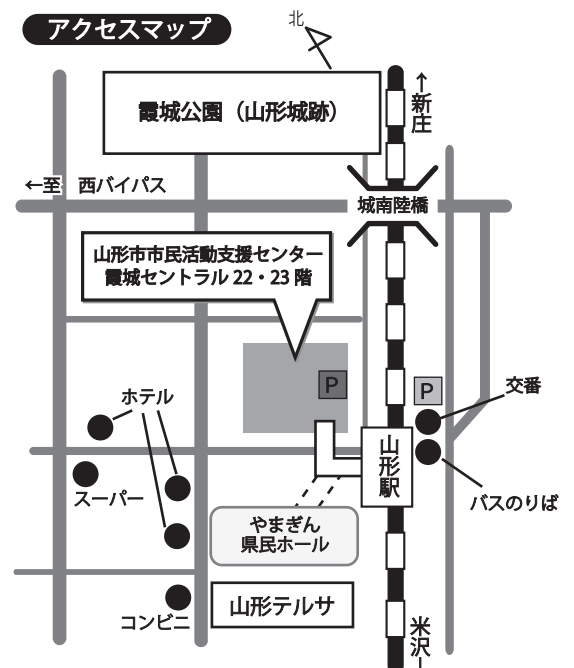 アクセスマップ
北
霞城公園（山形城跡）
↑新庄
←至　西バイパス
城南陸橋
山形市市民活動支援センター
霞城セントラル 22・23 階
P
P
交番
ホテル
山形駅
スーパー
バスのりば
やまぎん
県民ホール
山形テルサ
コンビニ
米沢↓